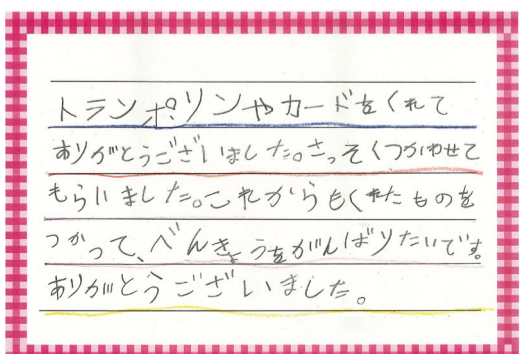 トランポリンやカードをくれて
ありがとうございました。さっそくつかわせて
もらいました。これからもくれたものを
つかって、べんきょうをがんばりたいです。
ありがとうございました。